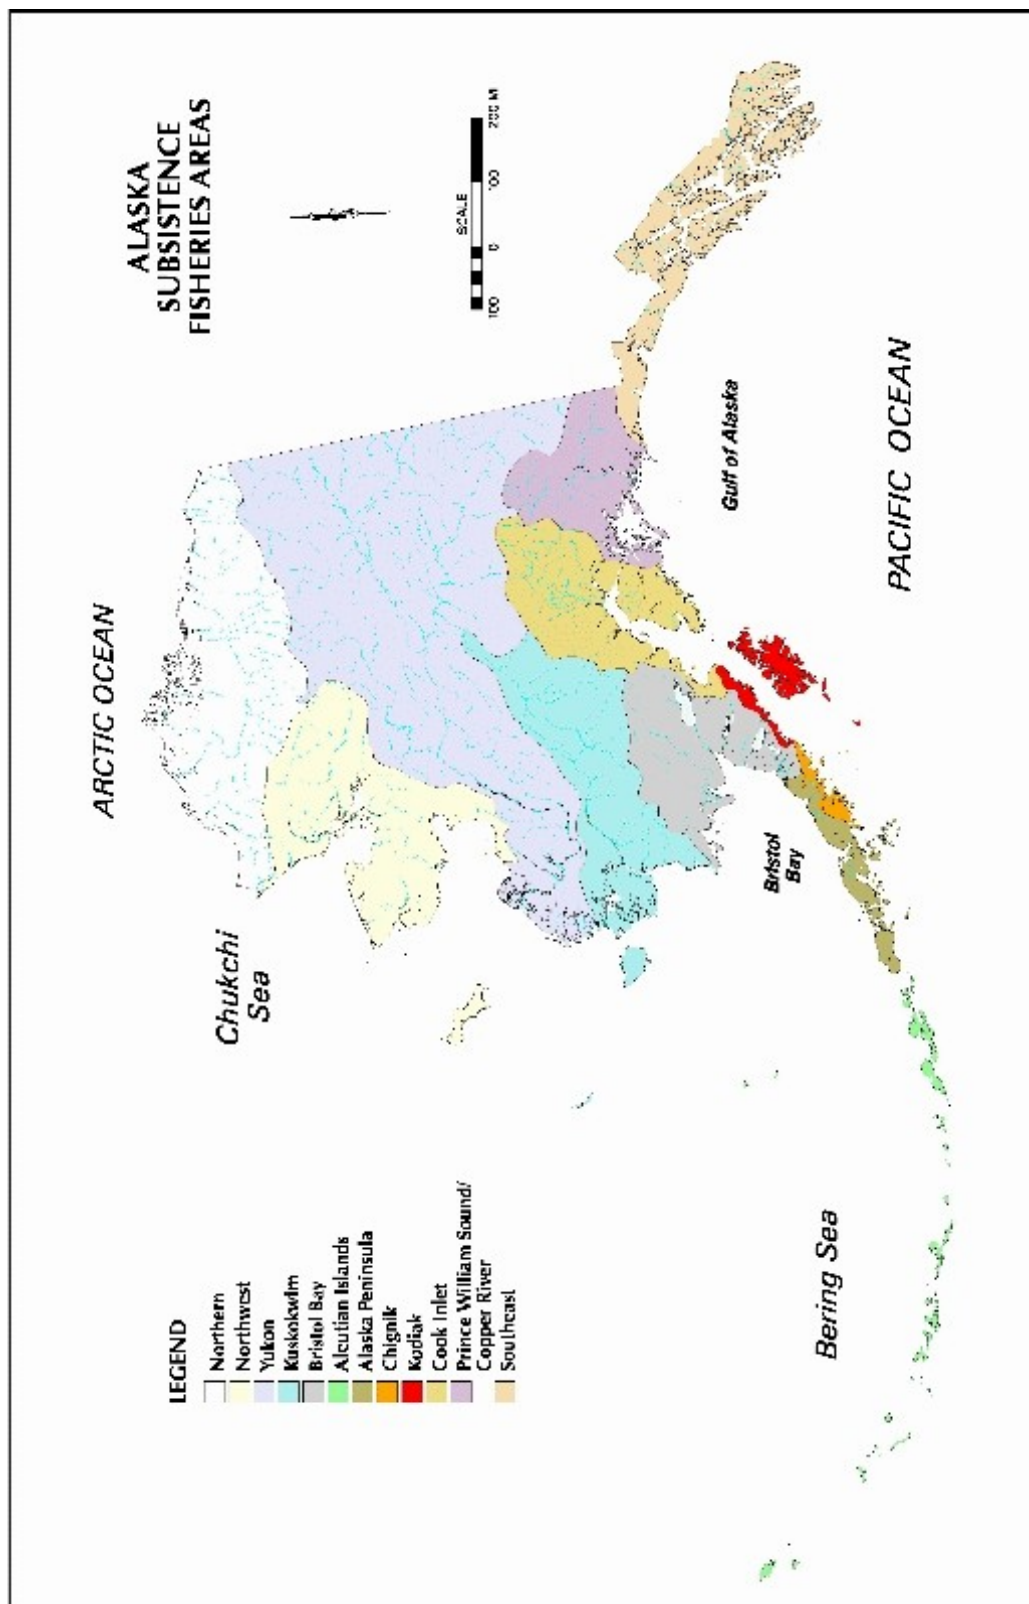 ALASKA
SUBSISTENCE
FISHERIES AREAS
SCALE
100 0 100 200 M
ARCTIC OCEAN
Chukchi
Sea
Gulf of Alaska
PACIFIC OCEAN
Bristol
Bay
Bering Sea
LEGEND
Northern
Northwest
Yukon
Kuskokwim
Bristol Bay
Aleutian Islands
Alaska Peninsula
Chignik
Kodiak
Cook Inlet
Prince William Sound/
Copper River
Southeast